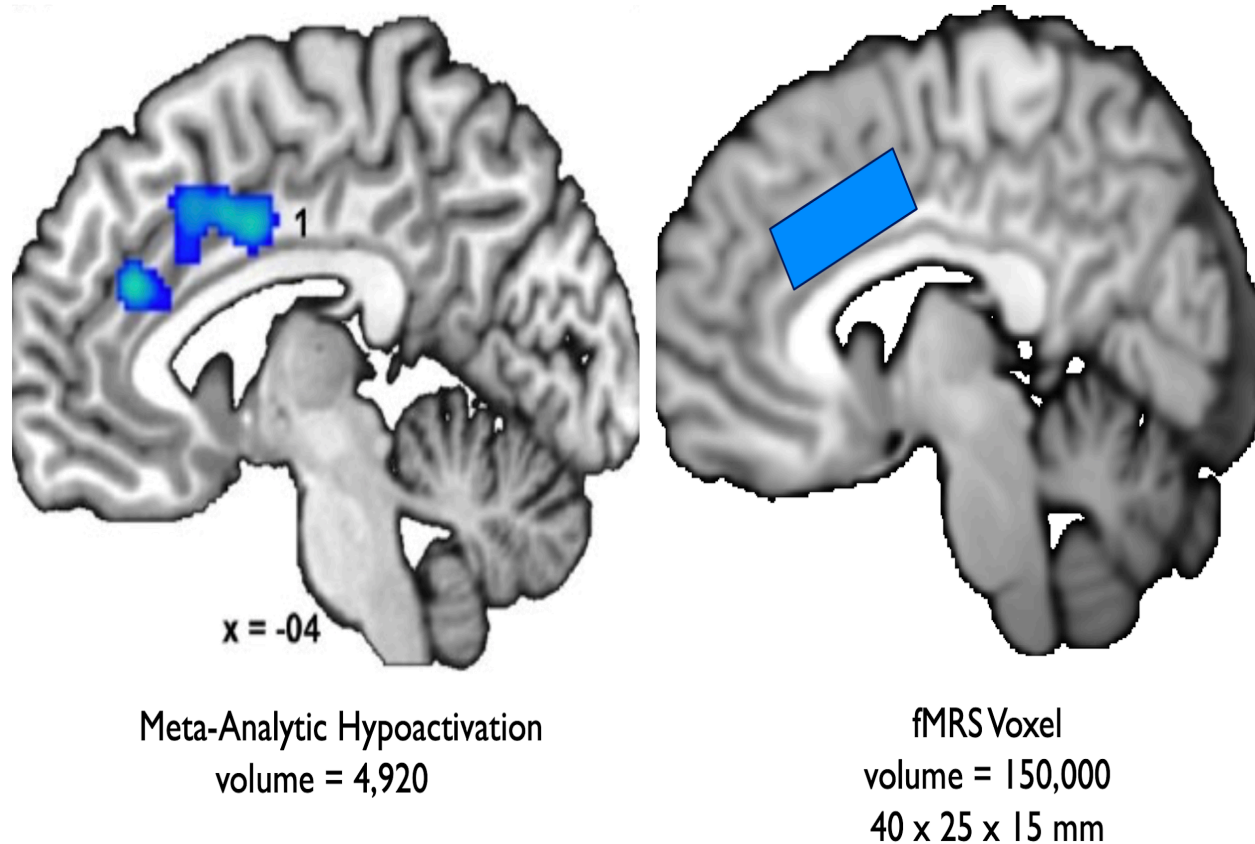 1
x = -04
Meta-Analytic Hypoactivation
volume = 4,920
fMRS Voxel
volume = 150,000
40 x 25 x 15 mm